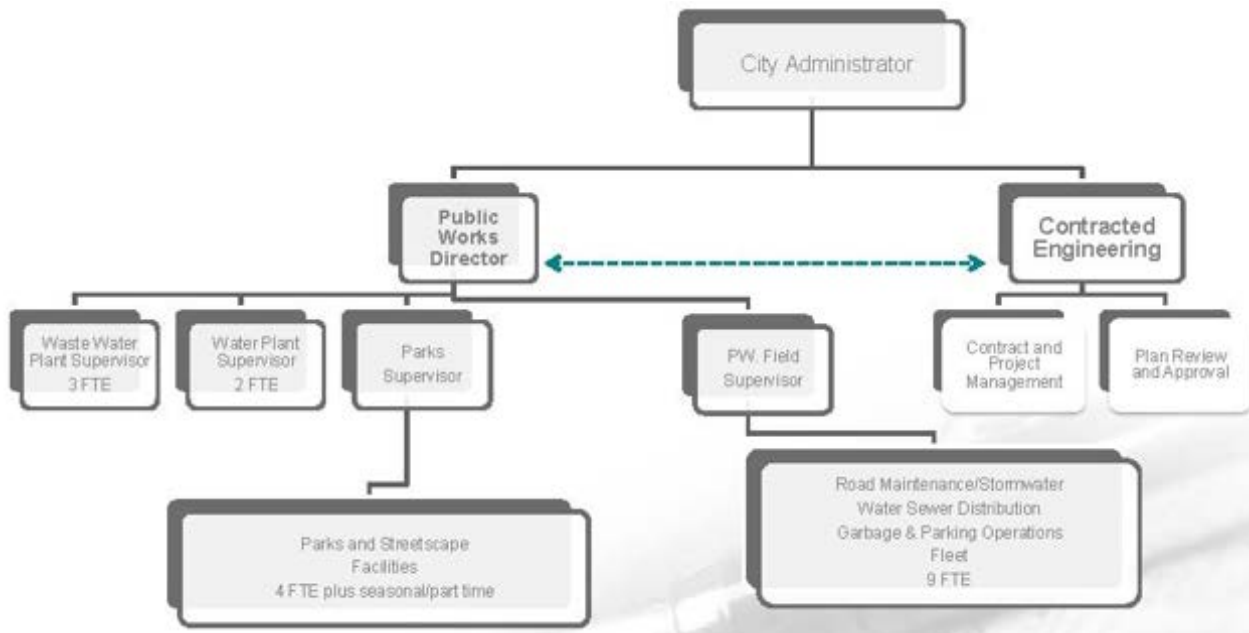 City Administrator
Public
Works
Director
Contracted
Engineering
Waste Water
Plant Supervisor
3 FTE
Water Plant
Supervisor
2 FTE
Parks
Supervisor
PW. Field
Supervisor
Contract and
Project
Management
Plan Review
and Approval
Parks and Streetscape
Facilities
4 FTE plus seasonal/part time
Road Maintenance/Stormwater
Water Sewer Distribution
Garbage & Parking Operations
Fleet
9 FTE